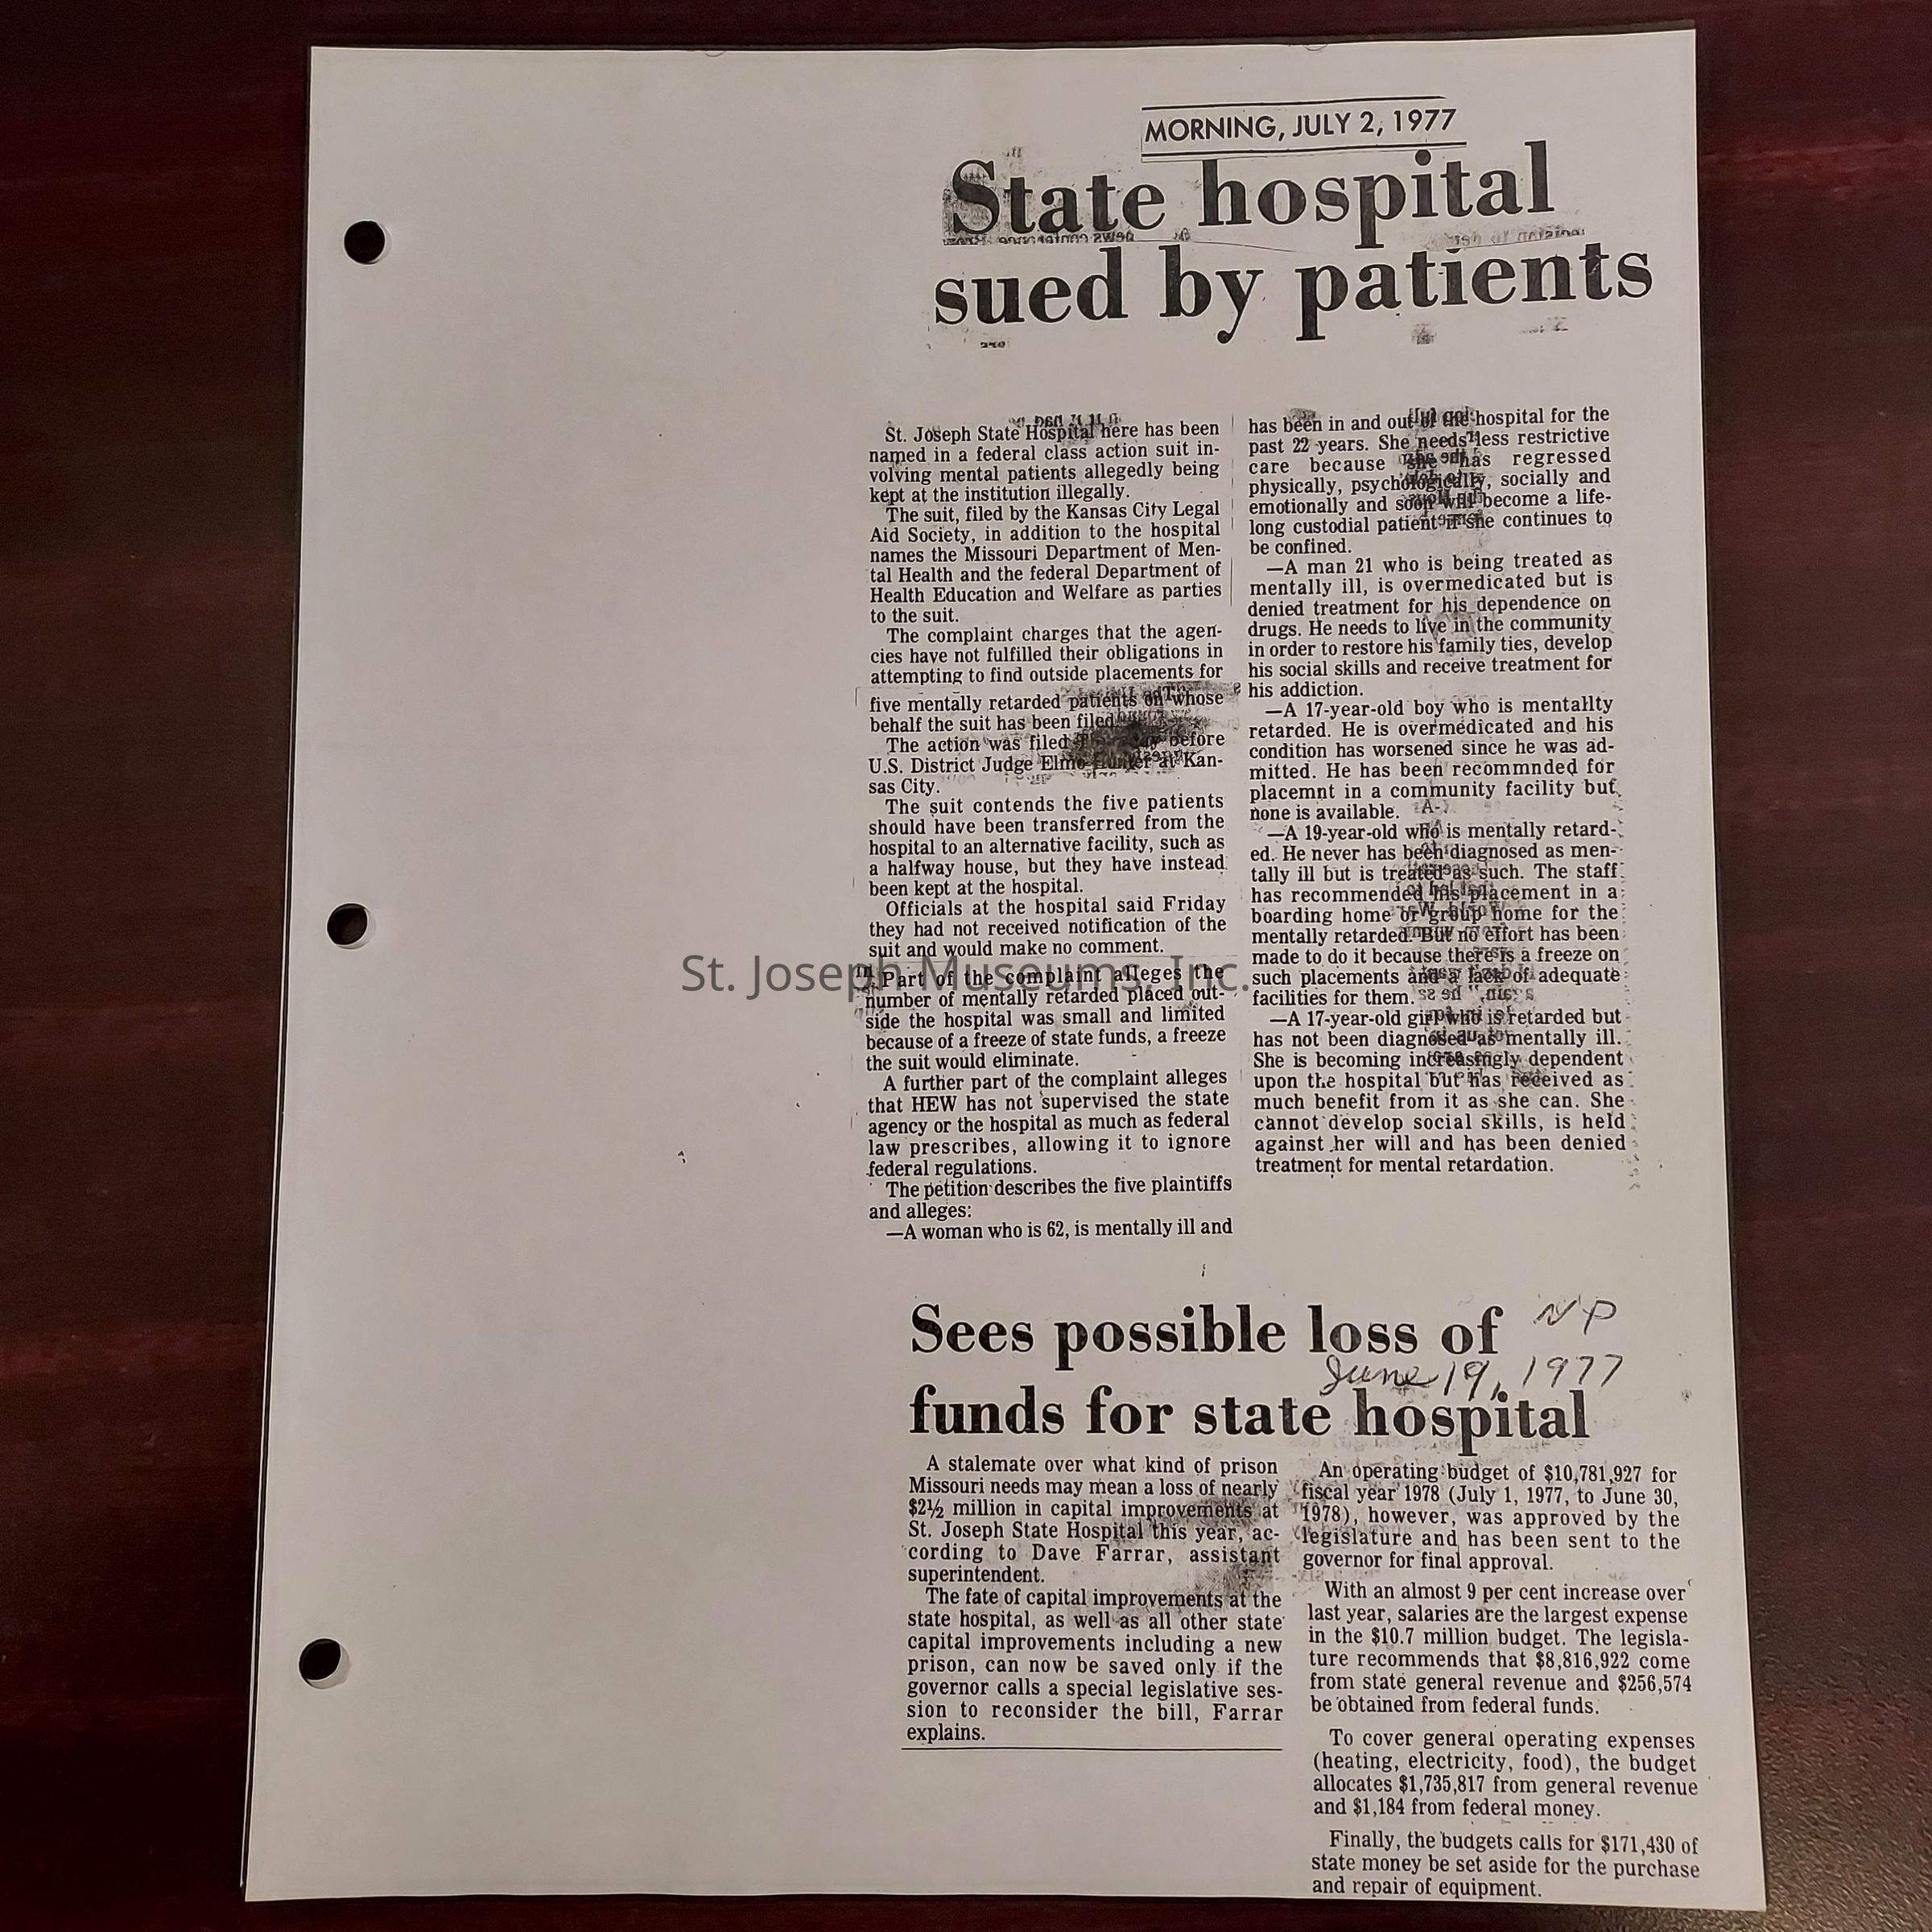 MORNING, JULY 2, 1977
State hospital
sued by patients
St. Joseph State Hospital here has been
named in a federal class action suit in-
volving mental patients allegedly being
kept at the institution illegally.
The suit, filed by the Kansas City Legal
Aid Society, in addition to the hospital
names the Missouri Department of Men-
tal Health and the federal Department of
Health Education and Welfare as parties
to the suit.
The complaint charges that the agen-
cies have not fulfilled their obligations in
attempting to find outside placements for
five mentally retarded patients on whose
behalf the suit has been filed.
The action was filed before
U.S. District Judge Elmo Hunter at Kan-
sas City.
The suit contends the five patients
should have been transferred from the
hospital to an alternative facility, such as
a halfway house, but they have instead
been kept at the hospital.
Officials at the hospital said Friday
they had not received notification of the
suit and would make no comment.
Part of the complaint alleges the
number of mentally retarded placed out-
side the hospital was small and limited
because of a freeze of state funds, a freeze
the suit would eliminate.
A further part of the complaint alleges
that HEW has not supervised the state
agency or the hospital as much as federal
law prescribes, allowing it to ignore
federal regulations.
The petition describes the five plaintiffs
and alleges:
—A woman who is 62, is mentally ill and
has been in and out of the hospital for the
past 22 years. She needs less restrictive
care because she has regressed
physically, psychologically, socially and
emotionally and soon will become a life-
long custodial patient if she continues to
be confined.
—A man 21 who is being treated as
mentally ill, is overmedicated but is
denied treatment for his dependence on
drugs. He needs to live in the community
in order to restore his family ties, develop
his social skills and receive treatment for
his addiction.
—A 17-year-old boy who is mentallty
retarded. He is overmedicated and his
condition has worsened since he was ad-
mitted. He has been recommnded for
placemnt in a community facility but
none is available.
—A 19-year-old who is mentally retard-
ed. He never has been diagnosed as men-
tally ill but is treated as such. The staff
has recommended his placement in a
boarding home or group home for the
mentally retarded. But no effort has been
made to do it because there is a freeze on
such placements and a lack of adequate
facilities for them.
—A 17-year-old girl who is retarded but
has not been diagnosed as mentally ill.
She is becoming increasingly dependent
upon the hospital but has received as
much benefit from it as she can. She
cannot develop social skills, is held
against her will and has been denied
treatment for mental retardation.
St. Joseph Museums, Inc.
Sees possible loss of
funds for state hospital
NP
June 19, 1977
A stalemate over what kind of prison
Missouri needs may mean a loss of nearly
$2½ million in capital improvements at
St. Joseph State Hospital this year, ac-
cording to Dave Farrar, assistant
superintendent.
The fate of capital improvements at the
state hospital, as well as all other state
capital improvements including a new
prison, can now be saved only if the
governor calls a special legislative ses-
sion to reconsider the bill, Farrar
explains.
An operating budget of $10,781,927 for
fiscal year 1978 (July 1, 1977, to June 30,
1978), however, was approved by the
legislature and has been sent to the
governor for final approval.
With an almost 9 per cent increase over
last year, salaries are the largest expense
in the $10.7 million budget. The legisla-
ture recommends that $8,816,922 come
from state general revenue and $256,574
be obtained from federal funds.
To cover general operating expenses
(heating, electricity, food), the budget
allocates $1,735,817 from general revenue
and $1,184 from federal money.
Finally, the budgets calls for $171,430 of
state money be set aside for the purchase
and repair of equipment.